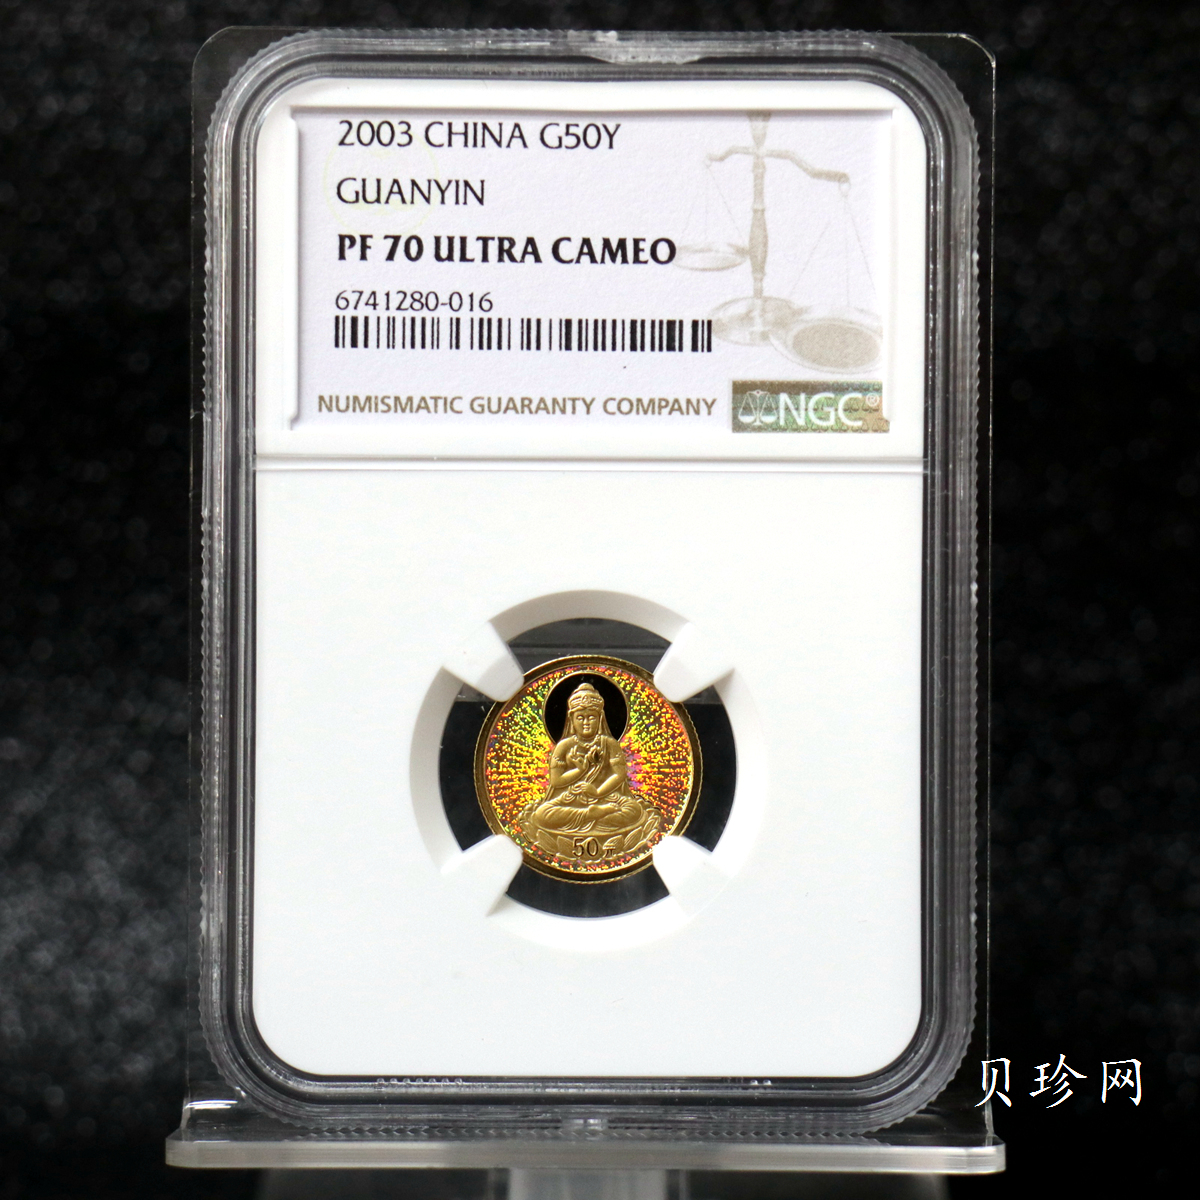 2003 CHINA G50Y
GUANYIN
PF 70 ULTRA CAMEO
6741280-016
NUMISMATIC GUARANTY COMPANY
NGC®
50元
贝珍网